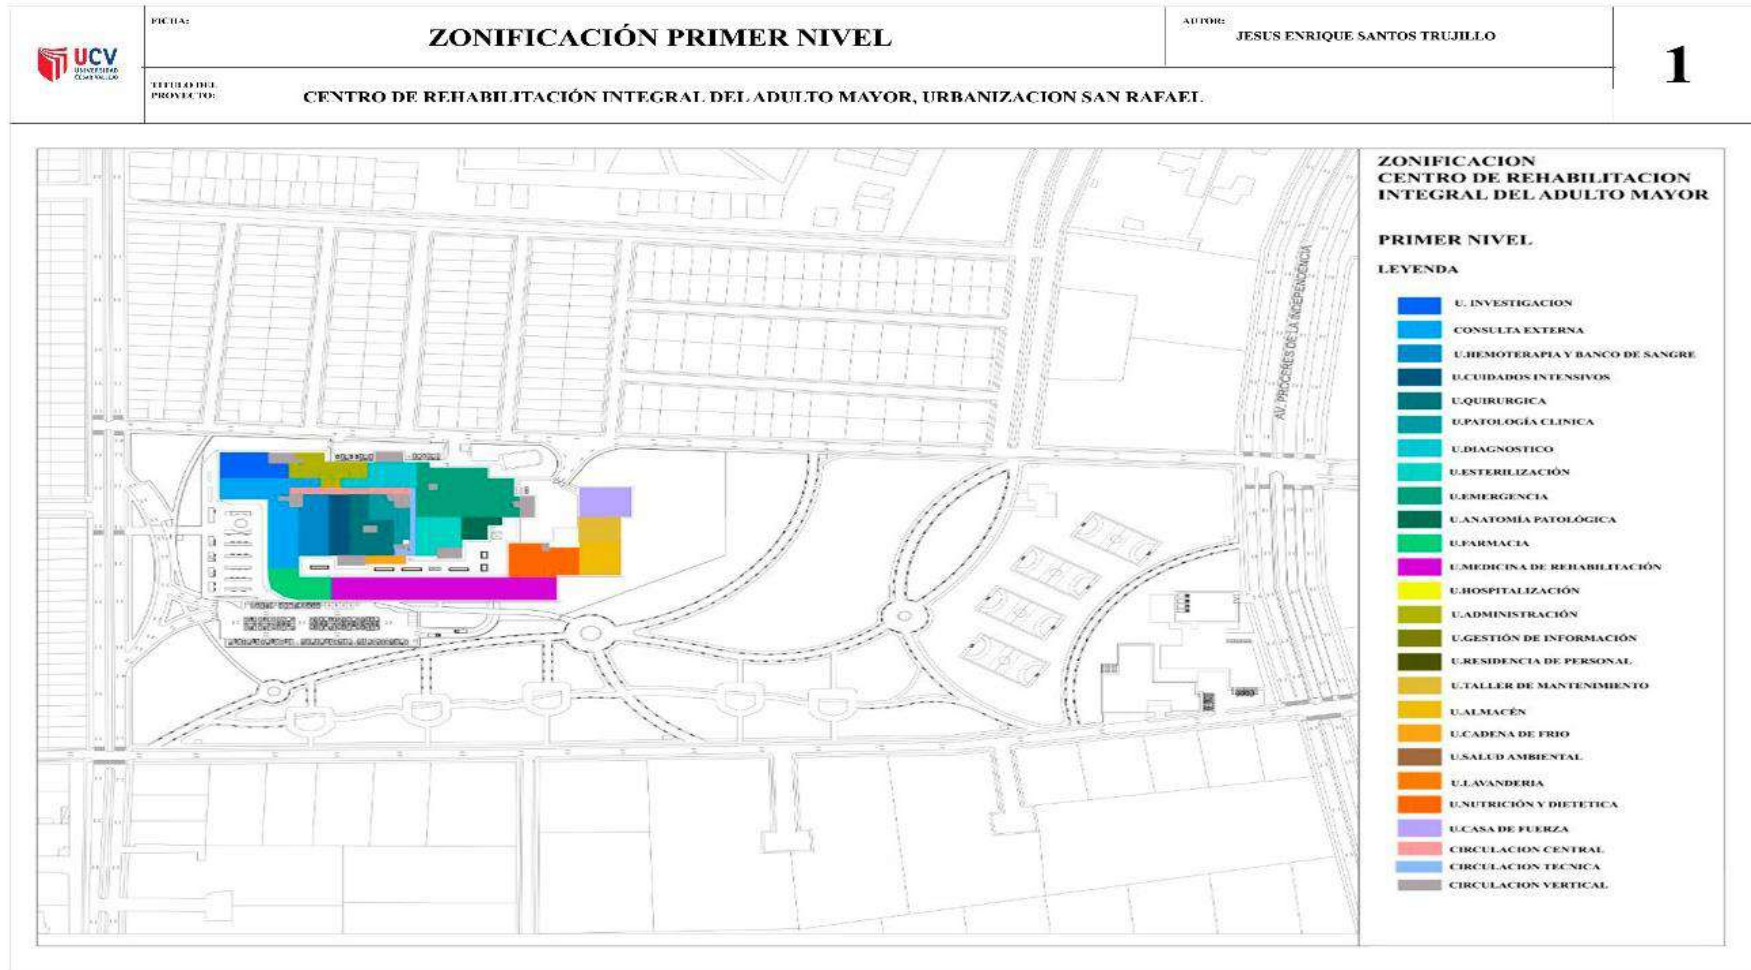 UCV
UNIVERSIDAD
CÉSAR VALLEJO
FICHA:
ZONIFICACIÓN PRIMER NIVEL
AUTOR:
JESUS ENRIQUE SANTOS TRUJILLO
1
TITULO DEL
PROYECTO:
CENTRO DE REHABILITACIÓN INTEGRAL DEL ADULTO MAYOR, URBANIZACION SAN RAFAEL
AV. PROCERES DE LA INDEPENDENCIA
ZONIFICACION
CENTRO DE REHABILITACION
INTEGRAL DEL ADULTO MAYOR
PRIMER NIVEL
LEYENDA
U. INVESTIGACION
CONSULTA EXTERNA
U.HEMOTERAPIA Y BANCO DE SANGRE
U.CUIDADOS INTENSIVOS
U.QUIRURGICA
U.PATOLOGÍA CLINICA
U.DIAGNOSTICO
U.ESTERILIZACIÓN
U.EMERGENCIA
U.ANATOMÍA PATOLÓGICA
U.FARMACIA
U.MEDICINA DE REHABILITACIÓN
U.HOSPITALIZACIÓN
U.ADMINISTRACIÓN
U.GESTIÓN DE INFORMACIÓN
U.RESIDENCIA DE PERSONAL
U.TALLER DE MANTENIMIENTO
U.ALMACÉN
U.CADENA DE FRIO
U.SALUD AMBIENTAL
U.LAVANDERIA
U.NUTRICIÓN Y DIETETICA
U.CASA DE FUERZA
CIRCULACION CENTRAL
CIRCULACION TECNICA
CIRCULACION VERTICAL